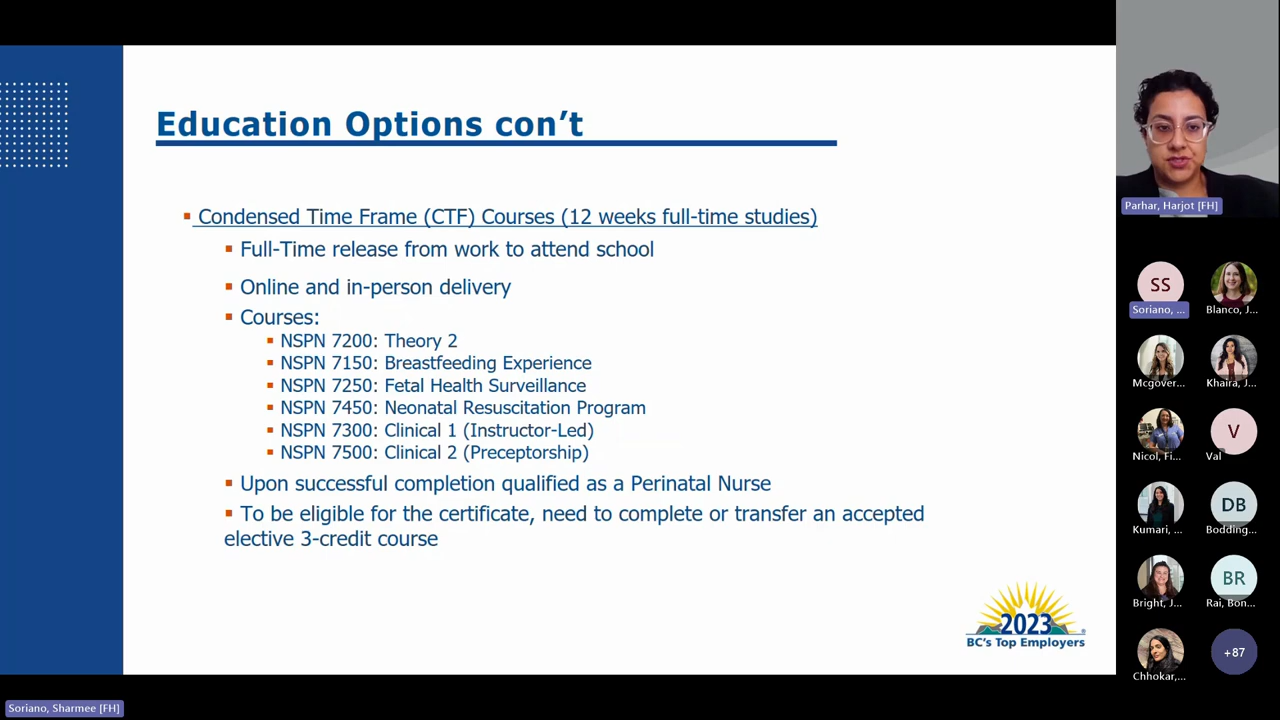 Education Options con't
Condensed Time Frame (CTF) Courses (12 weeks full-time studies)
Full-Time release from work to attend school
Online and in-person delivery
Courses:
NSPN 7200: Theory 2
NSPN 7150: Breastfeeding Experience
NSPN 7250: Fetal Health Surveillance
NSPN 7450: Neonatal Resuscitation Program
NSPN 7300: Clinical 1 (Instructor-Led)
NSPN 7500: Clinical 2 (Preceptorship)
Upon successful completion qualified as a Perinatal Nurse
To be eligible for the certificate, need to complete or transfer an accepted
elective 3-credit course
2023
BC's Top Employers
Parhar, Harjot [FH]
SS
Soriano, ...
Blanco, J...
Mcgover...
Khaira, J...
Nicol, Fi...
V
Val
Kumari, ...
DB
Bodding...
Bright, J...
BR
Rai, Bon...
Chhokar,...
+87
Soriano, Sharmee [FH]